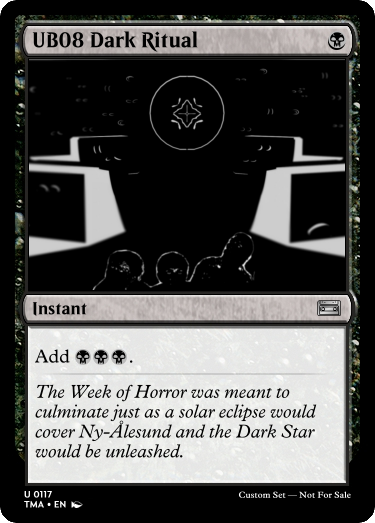 UB08 Dark Ritual
Instant
Add
The Week of Horror was meant to
culminate just as a solar eclipse would
cover Ny-Ålesund and the Dark Star
would be unleashed.
U 0117
TMA • EN
Custom Set — Not For Sale